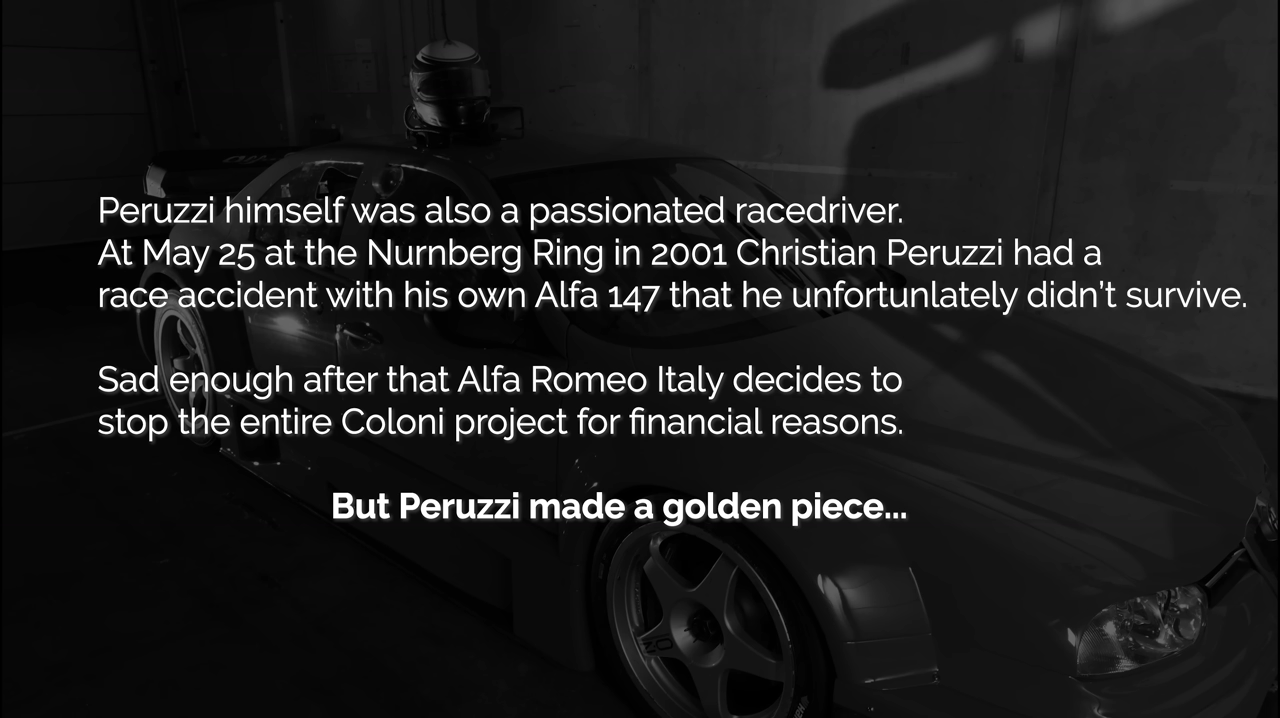 Peruzzi himself was also a passionated racedriver.
At May 25 at the Nurnberg Ring in 2001 Christian Peruzzi had a
race accident with his own Alfa 147 that he unfortunlately didn't survive.
Sad enough after that Alfa Romeo Italy decides to
stop the entire Coloni project for financial reasons.
But Peruzzi made a golden piece...
OZ